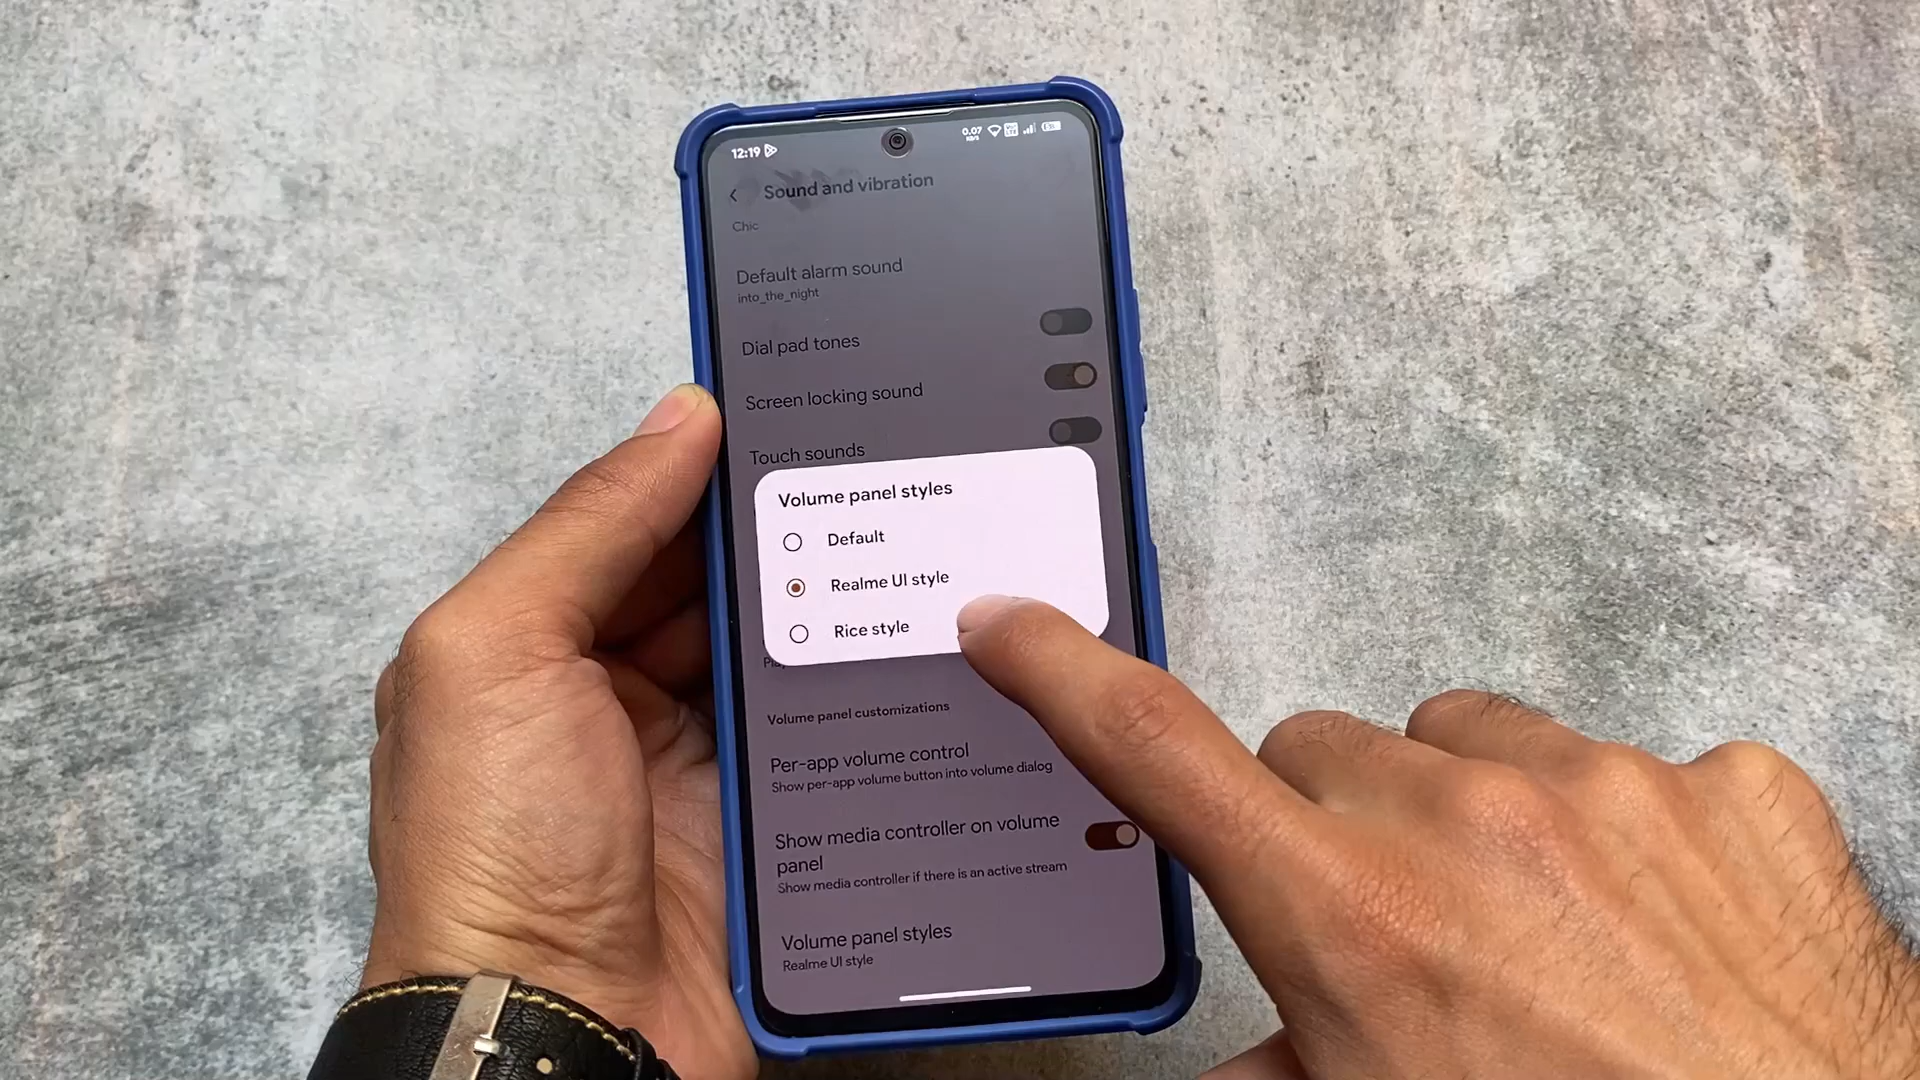 12:19
0.07
KB/S
Sound and vibration
Chic
Default alarm sound
into_the_night
Dial pad tones
Screen locking sound
Touch sounds
Volume panel styles
Default
Realme UI style
Rice style
Volume panel customizations
Per-app volume control
Show per-app volume button into volume dialog
Show media controller on volume
panel
Show media controller if there is an active stream
Volume panel styles
Realme UI style